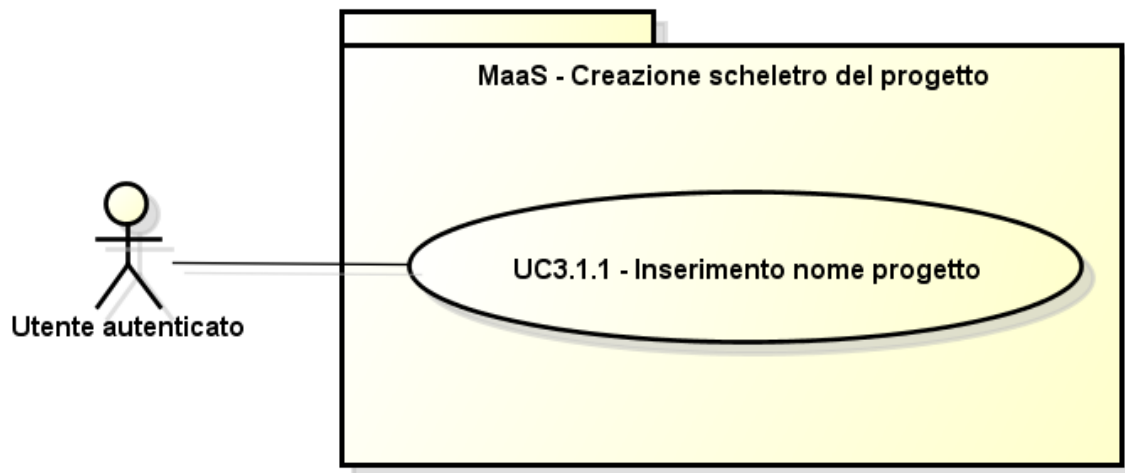 MaaS - Creazione scheletro del progetto
UC3.1.1 - Inserimento nome progetto
Utente autenticato